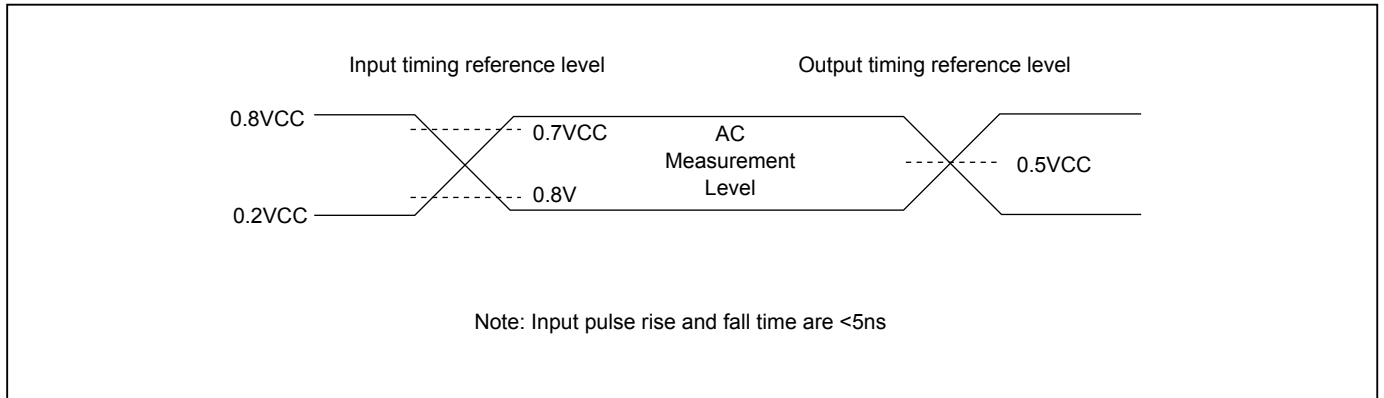 Input timing reference level
Output timing reference level
0.8VCC
0.7VCC
AC
Measurement
Level
0.5VCC
0.8V
0.2VCC
Note: Input pulse rise and fall time are <5ns